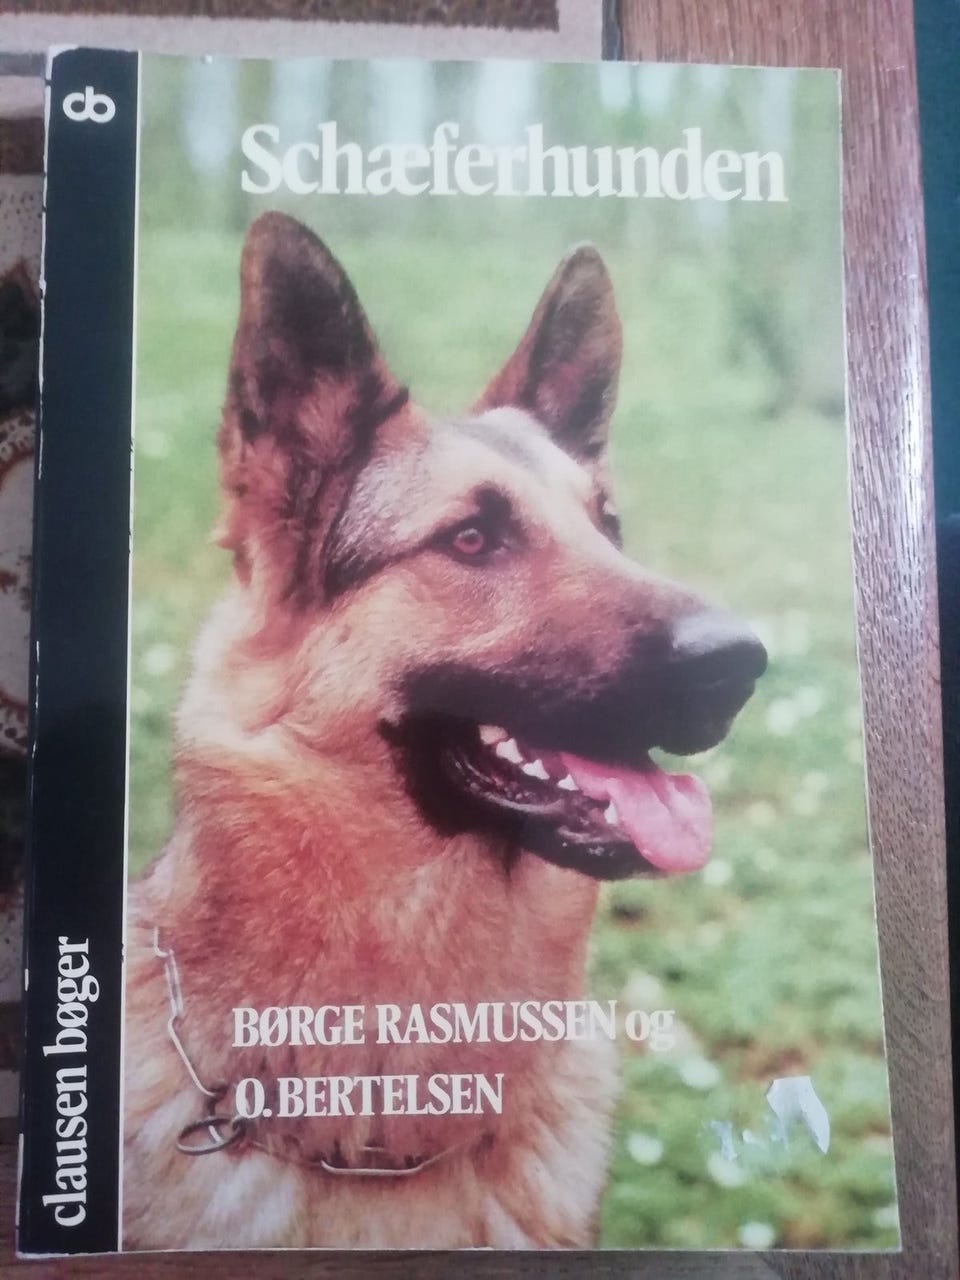 cb
Schæferhunden
BØRGE RASMUSSEN og
O. BERTELSEN
clausen bøger